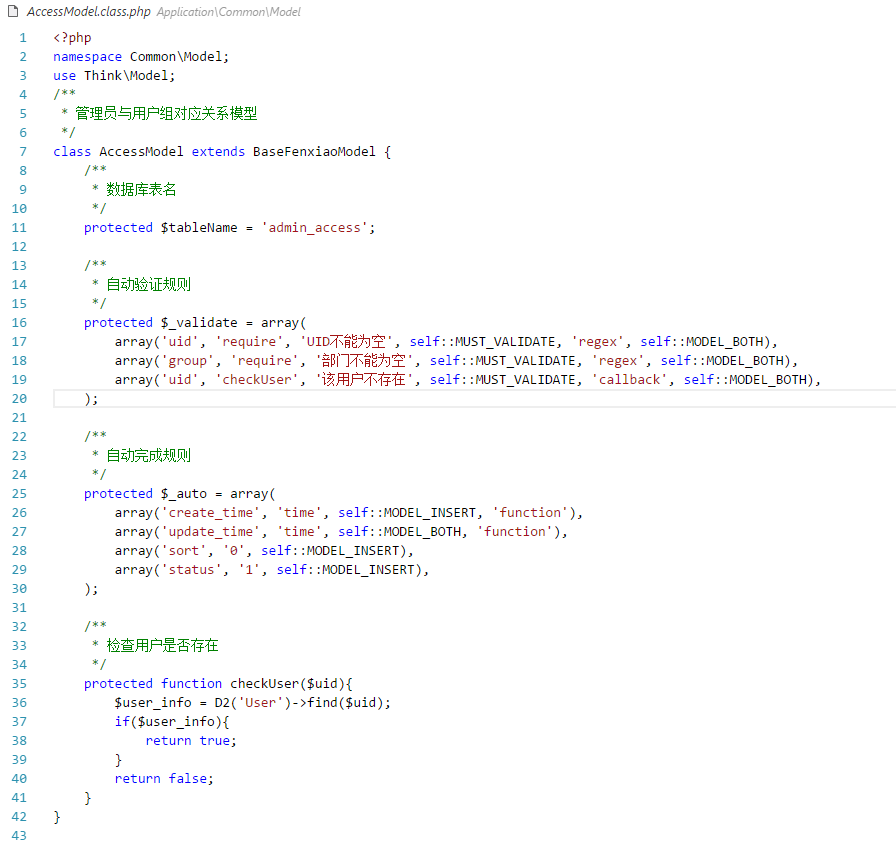 AccessModel.class.php Application\Common\Model
1 <?php
2 namespace Common\Model;
3 use Think\Model;
4 /**
5  * 管理员与用户组对应关系模型
6  */
7 class AccessModel extends BaseFenxiaoModel {
8     /**
9      * 数据库表名
10      */
11     protected $tableName = 'admin_access';
12
13     /**
14      * 自动验证规则
15      */
16     protected $_validate = array(
17         array('uid', 'require', 'UID不能为空', self::MUST_VALIDATE, 'regex', self::MODEL_BOTH),
18         array('group', 'require', '部门不能为空', self::MUST_VALIDATE, 'regex', self::MODEL_BOTH),
19         array('uid', 'checkUser', '该用户不存在', self::MUST_VALIDATE, 'callback', self::MODEL_BOTH),
20     );
21
22     /**
23      * 自动完成规则
24      */
25     protected $_auto = array(
26         array('create_time', 'time', self::MODEL_INSERT, 'function'),
27         array('update_time', 'time', self::MODEL_BOTH, 'function'),
28         array('sort', '0', self::MODEL_INSERT),
29         array('status', '1', self::MODEL_INSERT),
30     );
31
32     /**
33      * 检查用户是否存在
34      */
35     protected function checkUser($uid){
36         $user_info = D2('User')->find($uid);
37         if($user_info){
38             return true;
39         }
40         return false;
41     }
42 }
43